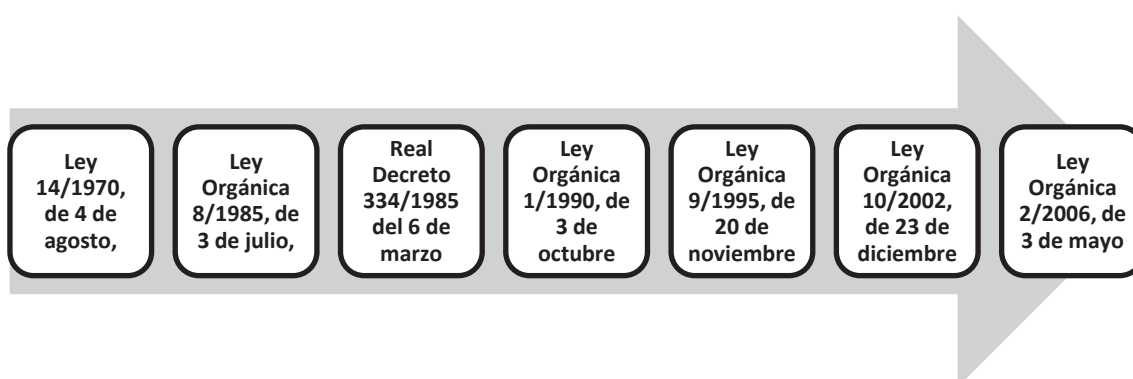 Ley
14/1970,
de 4 de
agosto,
Ley
Orgánica
8/1985, de
3 de julio,
Real
Decreto
334/1985
del 6 de
marzo
Ley
Orgánica
1/1990, de
3 de
octubre
Ley
Orgánica
9/1995, de
20 de
noviembre
Ley
Orgánica
10/2002,
de 23 de
diciembre
Ley
Orgánica
2/2006, de
3 de mayo